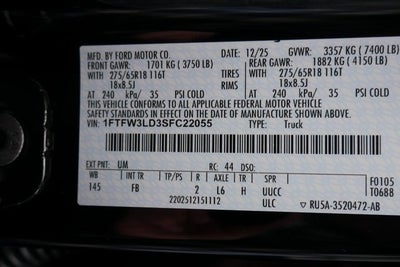 MFD. BY FORD MOTOR CO. 12/25 GVWR: 3357 KG (7400 LB)
FRONT GAWR: 1701 KG (3750 LB) REAR GAWR: 1882 KG (4150 LB)
WITH 275/65R18 116T TIRES WITH 275/65R18 116T
18x8.5J RIMS 18x8.5J
AT 240 kPa/ 35 PSI COLD AT 240 kPa/ 35 PSI COLD
THIS VEHICLE CONFORMS TO ALL APPLICABLE FEDERAL MOTOR VEHICLE
SAFETY STANDARDS IN EFFECT ON THE DATE OF MANUFACTURE SHOWN ABOVE.
VIN: 1FTFW3LD3SFC22055 TYPE: Truck
EXT PNT: UM RC: 44 DSO:
WB INT TR TP/PS R AXLE TR SPR F0105
145 FB 2 L6 H UUCC T0688
2202512151112 ULC ▽ RU5A-3520472-AB